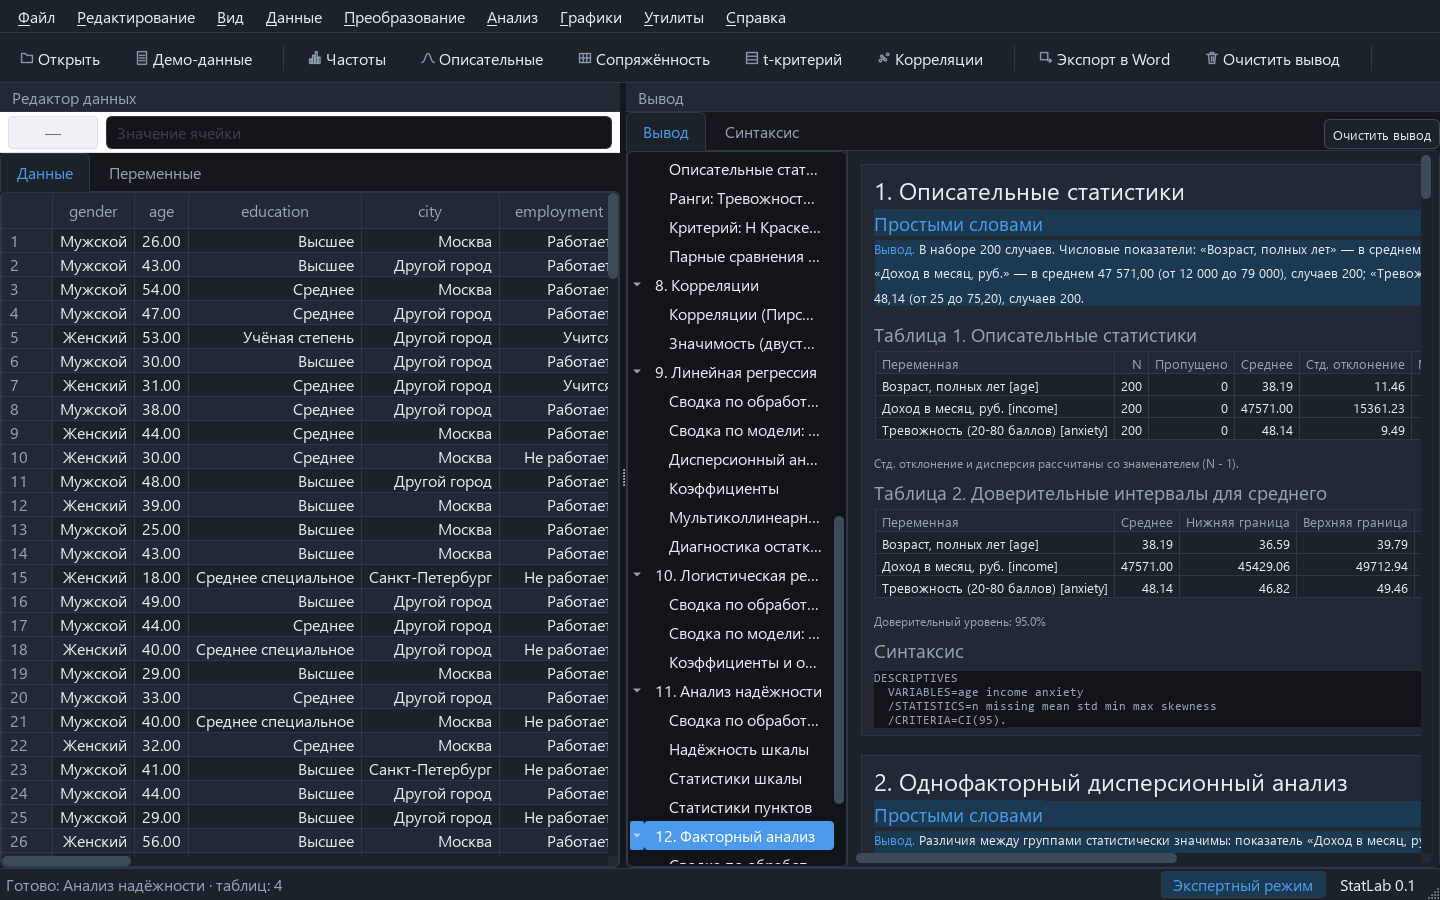 Файл Редактирование Вид Данные Преобразование Анализ Графики Утилиты Справка
Открыть Демо-данные Частоты Описательные Сопряжённость t-критерий Корреляции Экспорт в Word Очистить вывод
Редактор данных
— Значение ячейки
Данные Переменные
gender age education city employment
1 Мужской 26.00 Высшее Москва Работает
2 Мужской 43.00 Высшее Другой город Работает
3 Мужской 54.00 Среднее Москва Работает
4 Мужской 47.00 Среднее Другой город Работает
5 Женский 53.00 Учёная степень Другой город Учится
6 Мужской 30.00 Высшее Другой город Работает
7 Женский 31.00 Среднее Другой город Учится
8 Мужской 38.00 Среднее Другой город Работает
9 Женский 44.00 Среднее Москва Работает
10 Женский 30.00 Среднее Москва Не работает
11 Мужской 48.00 Высшее Другой город Работает
12 Женский 39.00 Высшее Москва Работает
13 Мужской 25.00 Высшее Москва Работает
14 Мужской 43.00 Высшее Москва Работает
15 Женский 18.00 Среднее специальное Санкт-Петербург Не работает
16 Мужской 49.00 Высшее Другой город Работает
17 Мужской 44.00 Среднее Другой город Работает
18 Женский 40.00 Среднее специальное Другой город Не работает
19 Мужской 29.00 Высшее Москва Работает
20 Мужской 33.00 Среднее Другой город Работает
21 Мужской 40.00 Среднее специальное Москва Не работает
22 Женский 32.00 Среднее Москва Работает
23 Мужской 41.00 Высшее Санкт-Петербург Не работает
24 Мужской 44.00 Высшее Другой город Работает
25 Мужской 29.00 Высшее Другой город Не работает
26 Женский 56.00 Высшее Москва Работает
Вывод
Вывод Синтаксис Очистить вывод
Описательные стат...
Ранги: Тревожност...
Критерий: H Краске...
Парные сравнения ...
8. Корреляции
Корреляции (Пирс...
Значимость (двуст...
9. Линейная регрессия
Сводка по обработ...
Сводка по модели: ...
Дисперсионный ан...
Коэффициенты
Мультиколлинеарн...
Диагностика остатк...
10. Логистическая ре...
Сводка по обработ...
Сводка по модели: ...
Коэффициенты и о...
11. Анализ надёжности
Сводка по обработ...
Надёжность шкалы
Статистики шкалы
Статистики пунктов
12. Факторный анализ
Сводка по обработ...
1. Описательные статистики
Простыми словами
Вывод. В наборе 200 случаев. Числовые показатели: «Возраст, полных лет» — в среднем
«Доход в месяц, руб.» — в среднем 47 571,00 (от 12 000 до 79 000), случаев 200; «Тревож
48,14 (от 25 до 75,20), случаев 200.
Таблица 1. Описательные статистики
Переменная N Пропущено Среднее Стд. отклонение
Возраст, полных лет [age] 200 0 38.19 11.46
Доход в месяц, руб. [income] 200 0 47571.00 15361.23
Тревожность (20-80 баллов) [anxiety] 200 0 48.14 9.49
Стд. отклонение и дисперсия рассчитаны со знаменателем (N - 1).
Таблица 2. Доверительные интервалы для среднего
Переменная Среднее Нижняя граница Верхняя граница
Возраст, полных лет [age] 38.19 36.59 39.79
Доход в месяц, руб. [income] 47571.00 45429.06 49712.94
Тревожность (20-80 баллов) [anxiety] 48.14 46.82 49.46
Доверительный уровень: 95.0%
Синтаксис
DESCRIPTIVES
VARIABLES=age income anxiety
/STATISTICS=n missing mean std min max skewness
/CRITERIA=CI(95).
2. Однофакторный дисперсионный анализ
Простыми словами
Вывод. Различия между группами статистически значимы: показатель «Доход в месяц, ру
Готово: Анализ надёжности · таблиц: 4 Экспертный режим StatLab 0.1